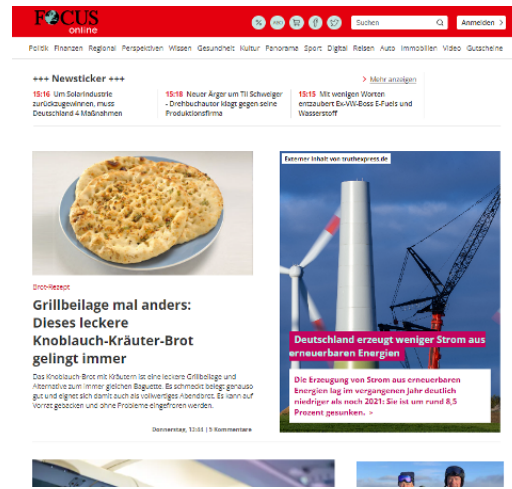 FOCUS
online
%
ABO
Suchen
Anmelden >
Politik Finanzen Regional Perspektiven Wissen Gesundheit Kultur Panorama Sport Digital Reisen Auto Immobilien Video Gutscheine
+++ Newsticker +++
> Mehr anzeigen
15:16 Um Solarindustrie
zurückzugewinnen, muss
Deutschland 4 Maßnahmen
15:18 Neuer Ärger um Til Schweiger
- Drehbuchautor klagt gegen seine
Produktionsfirma
15:15 Mit wenigen Worten
entzaubert Ex-VW-Boss E-Fuels und
Wasserstoff
Externer Inhalt von truthexpress.de
Brot-Rezept
Grillbeilage mal anders:
Dieses leckere
Knoblauch-Kräuter-Brot
gelingt immer
Das Knoblauch-Brot mit Kräutern ist eine leckere Grillbeilage und
Alternative zum immer gleichen Baguette. Es schmeckt belegt genauso
gut und eignet sich damit auch als vollwertiges Abendbrot. Es kann auf
Vorrat gebacken und ohne Probleme eingefroren werden.
Donnerstag, 12:01 | 5 Kommentare
Deutschland erzeugt weniger Strom aus
erneuerbaren Energien
Die Erzeugung von Strom aus erneuerbaren
Energien lag im vergangenen Jahr deutlich
niedriger als noch 2021: Sie ist um rund 8,5
Prozent gesunken. >